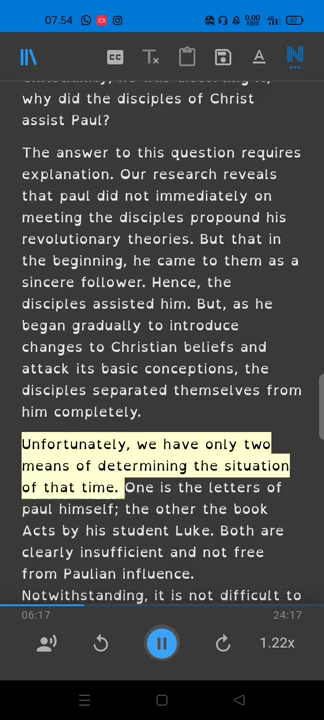 07.54
0.00
KB/S
4G
62
CC
T×
A
N
why did the disciples of Christ
assist Paul?
The answer to this question requires
explanation. Our research reveals
that paul did not immediately on
meeting the disciples propound his
revolutionary theories. But that in
the beginning, he came to them as a
sincere follower. Hence, the
disciples assisted him. But, as he
began gradually to introduce
changes to Christian beliefs and
attack its basic conceptions, the
disciples separated themselves from
him completely.
Unfortunately, we have only two
means of determining the situation
of that time. One is the letters of
paul himself; the other the book
Acts by his student Luke. Both are
clearly insufficient and not free
from Paulian influence.
Notwithstanding, it is not difficult to
06:17
24:17
1.22x